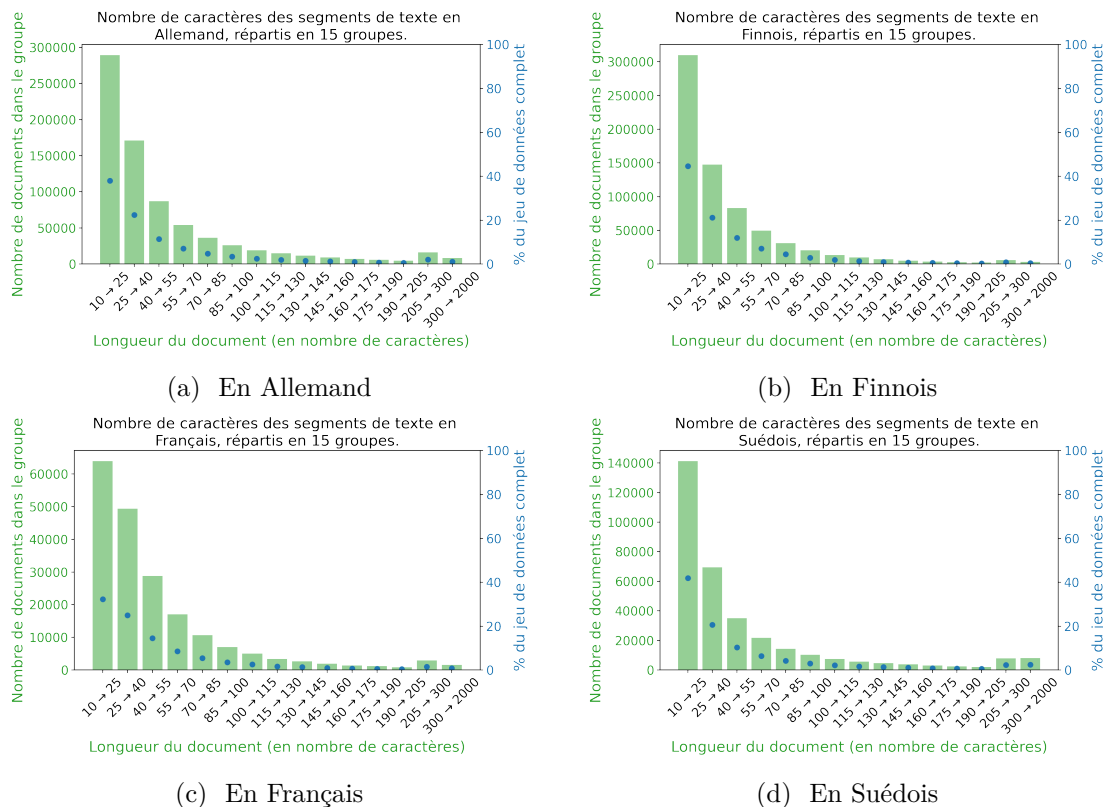 Nombre de caractères des segments de texte en
Allemand, répartis en 15 groupes.
Nombre de documents dans le groupe
300000
250000
200000
150000
100000
50000
0
100
80
60
40
20
0
% du jeu de données complet
10 → 25
25 → 40
40 → 55
55 → 70
70 → 85
85 → 100
100 → 115
115 → 130
130 → 145
145 → 160
160 → 175
175 → 190
190 → 205
205 → 300
300 → 2000
Longueur du document (en nombre de caractères)
(a) En Allemand
Nombre de caractères des segments de texte en
Finnois, répartis en 15 groupes.
Nombre de documents dans le groupe
300000
250000
200000
150000
100000
50000
0
100
80
60
40
20
0
% du jeu de données complet
10 → 25
25 → 40
40 → 55
55 → 70
70 → 85
85 → 100
100 → 115
115 → 130
130 → 145
145 → 160
160 → 175
175 → 190
190 → 205
205 → 300
300 → 2000
Longueur du document (en nombre de caractères)
(b) En Finnois
Nombre de caractères des segments de texte en
Français, répartis en 15 groupes.
Nombre de documents dans le groupe
60000
50000
40000
30000
20000
10000
0
100
80
60
40
20
0
% du jeu de données complet
10 → 25
25 → 40
40 → 55
55 → 70
70 → 85
85 → 100
100 → 115
115 → 130
130 → 145
145 → 160
160 → 175
175 → 190
190 → 205
205 → 300
300 → 2000
Longueur du document (en nombre de caractères)
(c) En Français
Nombre de caractères des segments de texte en
Suédois, répartis en 15 groupes.
Nombre de documents dans le groupe
140000
120000
100000
80000
60000
40000
20000
0
100
80
60
40
20
0
% du jeu de données complet
10 → 25
25 → 40
40 → 55
55 → 70
70 → 85
85 → 100
100 → 115
115 → 130
130 → 145
145 → 160
160 → 175
175 → 190
190 → 205
205 → 300
300 → 2000
Longueur du document (en nombre de caractères)
(d) En Suédois